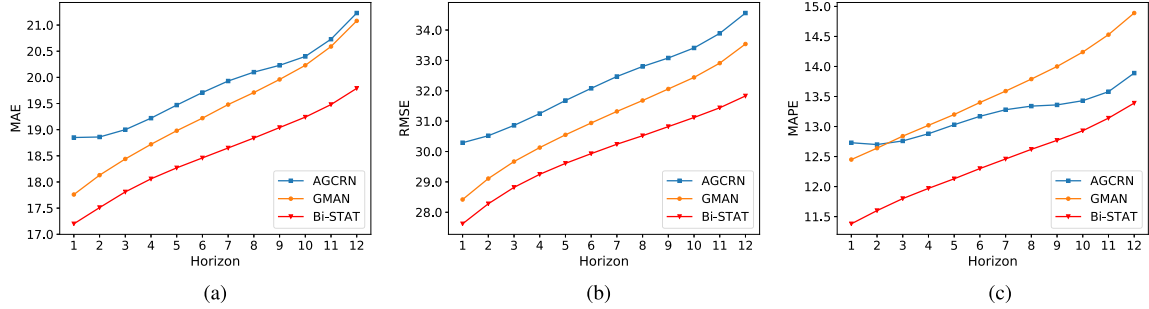 21.0
20.5
20.0
19.5
19.0
18.5
18.0
17.5
17.0
MAE
1 2 3 4 5 6 7 8 9 10 11 12
Horizon
AGCRN
GMAN
Bi-STAT
(a)
34.0
33.0
32.0
31.0
30.0
29.0
28.0
RMSE
1 2 3 4 5 6 7 8 9 10 11 12
Horizon
AGCRN
GMAN
Bi-STAT
(b)
15.0
14.5
14.0
13.5
13.0
12.5
12.0
11.5
MAPE
1 2 3 4 5 6 7 8 9 10 11 12
Horizon
AGCRN
GMAN
Bi-STAT
(c)